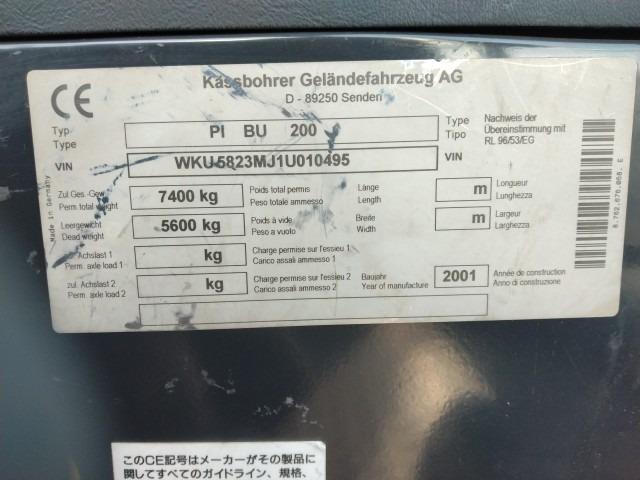 CE
Kässbohrer Geländefahrzeug AG
D - 89250 Senden
Typ
Type
PI BU 200
Type
Tipo
Nachweis der
Übereinstimmung mit
RL 96/53/EG
VIN
WKU5823MJ1U010495
VIN
Zul Ges.-Gew
Perm.total weight
7400 kg
Poids total permis
Peso totale ammesso
Länge
Length
m
Longueur
Lunghezza
Leergewicht
Dead weight
5600 kg
Poids à vide
Peso a vuolo
Breite
Width
m
Largeur
Larghezza
zul. Achslast 1
Perm. axle load 1
kg
Charge permise sur l'essieu 1
Carico assali ammesso 1
zul. Achslast 2
Perm. axle load 2
kg
Charge permise sur l'essieu 2
Carico assali ammesso 2
Baujahr
Year of manufacture
2001
Année de construction
Anno di construzione
Made in Germany
8.762.070.056. E
このCE記号はメーカーがその製品に
関してすべてのガイドライン、規格、